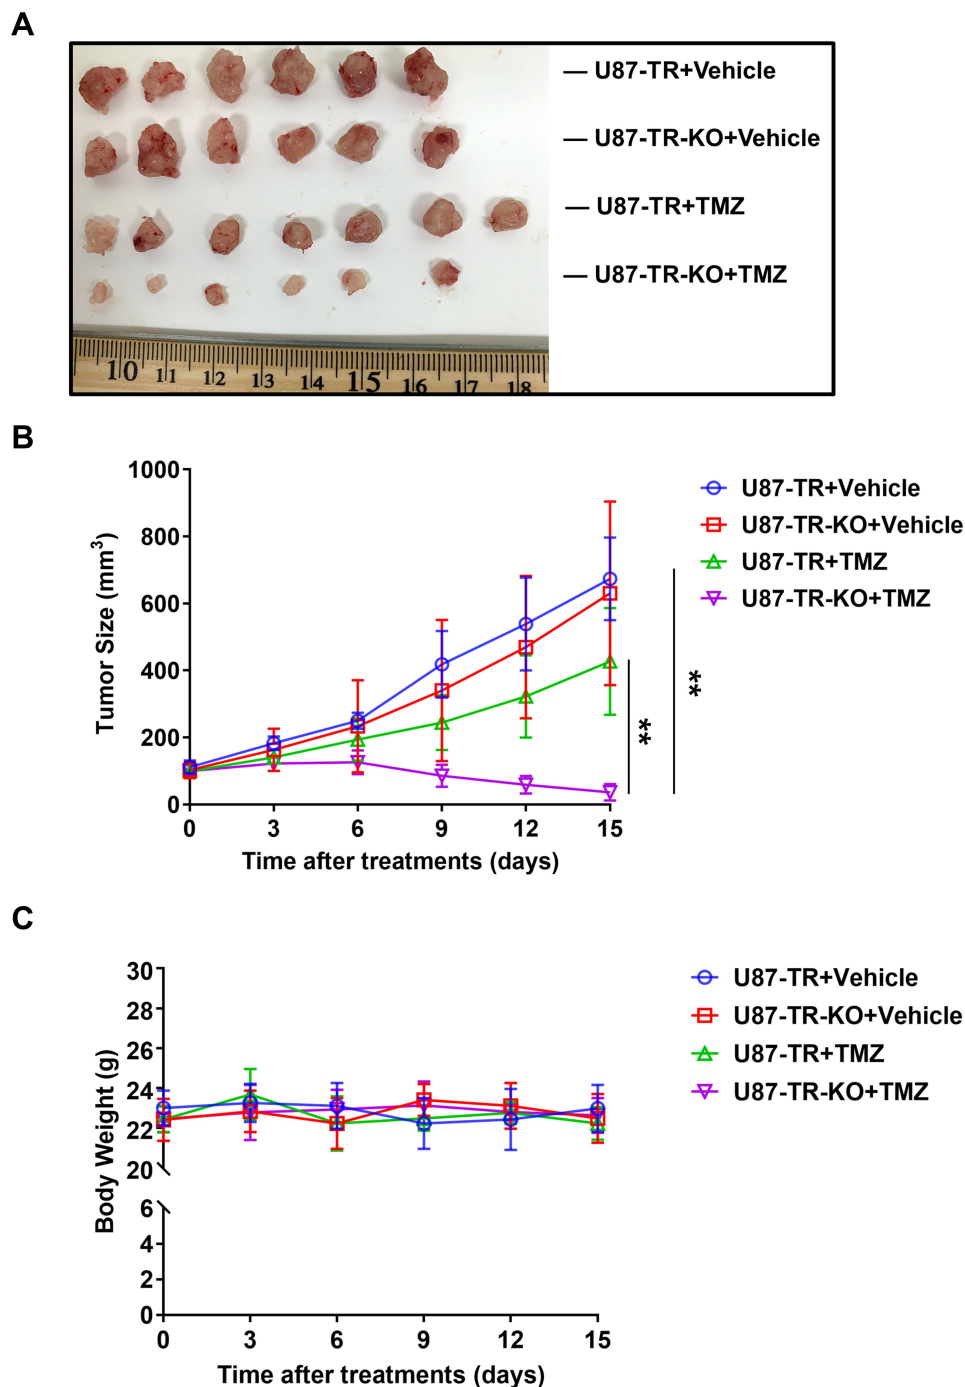 A
U87-TR+Vehicle
U87-TR-KO+Vehicle
U87-TR+TMZ
U87-TR-KO+TMZ
10 11 12 13 14 15 16 17 18
B
Tumor Size (mm³)
1000
800
600
400
200
0
0 3 6 9 12 15
Time after treatments (days)
U87-TR+Vehicle
U87-TR-KO+Vehicle
U87-TR+TMZ
U87-TR-KO+TMZ
**
**
C
Body Weight (g)
30
28
26
24
22
20
6
4
2
0
0 3 6 9 12 15
Time after treatments (days)
U87-TR+Vehicle
U87-TR-KO+Vehicle
U87-TR+TMZ
U87-TR-KO+TMZ